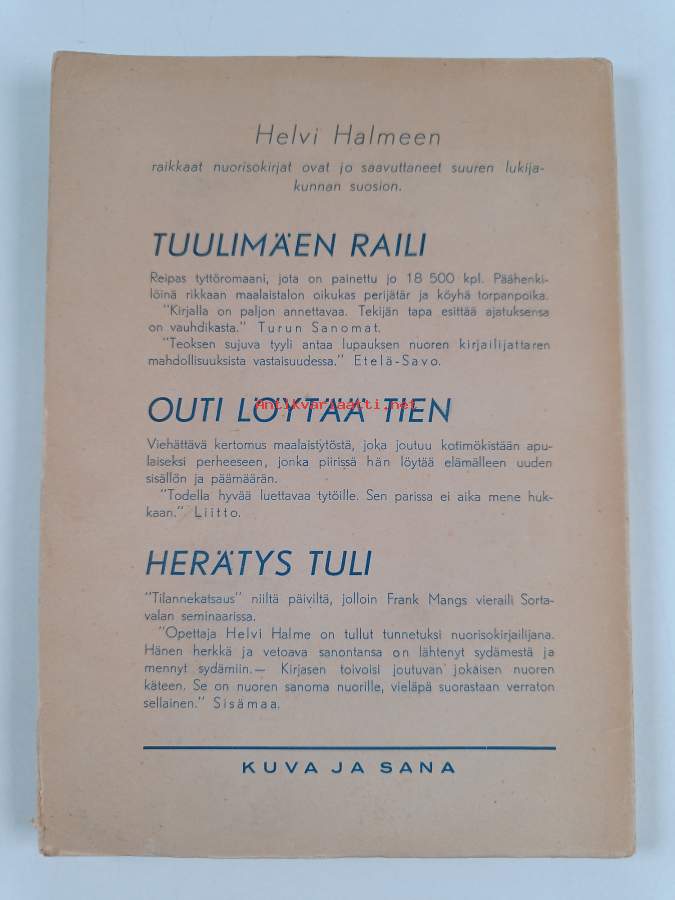 Helvi Halmeen
raikkaat nuorisokirjat ovat jo saavuttaneet suuren lukija-
kunnan suosion.
TUULIMÄEN RAILI
Reipas tyttöromaani, jota on painettu jo 18 500 kpl. Päähenki-
löinä rikkaan maalaistalon oikukas perijätär ja köyhä torpanpoika.
"Kirjalla on paljon annettavaa. Tekijän tapa esittää ajatuksensa
on vauhdikasta." Turun Sanomat.
"Teoksen sujuva tyyli antaa lupauksen nuoren kirjailijattaren
mahdollisuuksista vastaisuudessa." Etelä-Savo.
OUTI LÖYTÄÄ TIEN
Antikvariaatti.net
Viehättävä kertomus maalaistytöstä, joka joutuu kotimökistään apu-
laiseksi perheeseen, jonka piirissä hän löytää elämälleen uuden
sisällön ja päämäärän.
"Todella hyvää luettavaa tytöille. Sen parissa ei aika mene huk-
kaan." Liitto.
HERÄTYS TULI
"Tilannekatsaus" niiltä päiviltä, jolloin Frank Mangs vieraili Sorta-
valan seminaarissa.
"Opettaja Helvi Halme on tullut tunnetuksi nuorisokirjailijana.
Hänen herkkä ja vetoava sanontansa on lähtenyt sydämestä ja
mennyt sydämiin.— Kirjasen toivoisi joutuvan jokaisen nuoren
käteen. Se on nuoren sanoma nuorille, vieläpä suorastaan verraton
sellainen." Sisämaa.
KUVA JA SANA